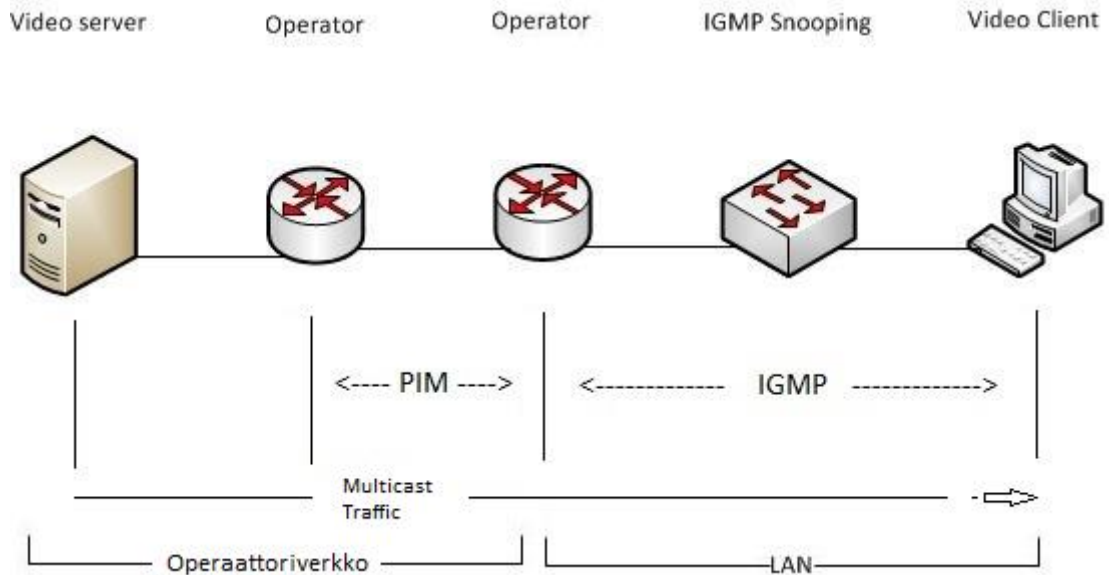 Video server
Operator
Operator
IGMP Snooping
Video Client
<---- PIM ---->
<------------- IGMP ------------->
Multicast
Traffic
Operaattoriverkko
LAN